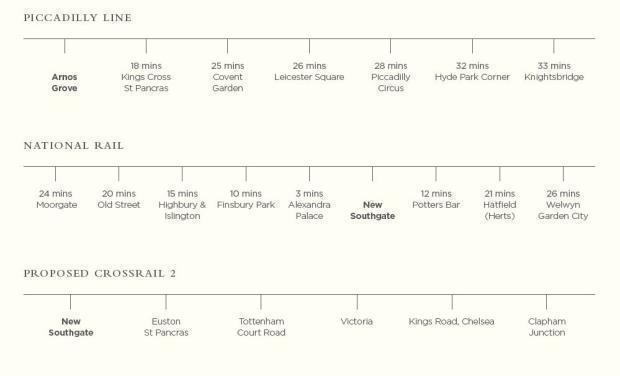 PICCADILLY LINE
18 mins 25 mins 26 mins 28 mins 32 mins 33 mins
Arnos Kings Cross Covent Leicester Square Piccadilly Hyde Park Corner Knightsbridge
Grove St Pancras Garden Circus
NATIONAL RAIL
24 mins 20 mins 15 mins 10 mins 3 mins 12 mins 21 mins 26 mins
Moorgate Old Street Highbury & Finsbury Park Alexandra New Potters Bar Hatfield Welwyn
Islington Palace Southgate (Herts) Garden City
PROPOSED CROSSRAIL 2
New Euston Tottenham Victoria Kings Road, Chelsea Clapham
Southgate St Pancras Court Road Junction